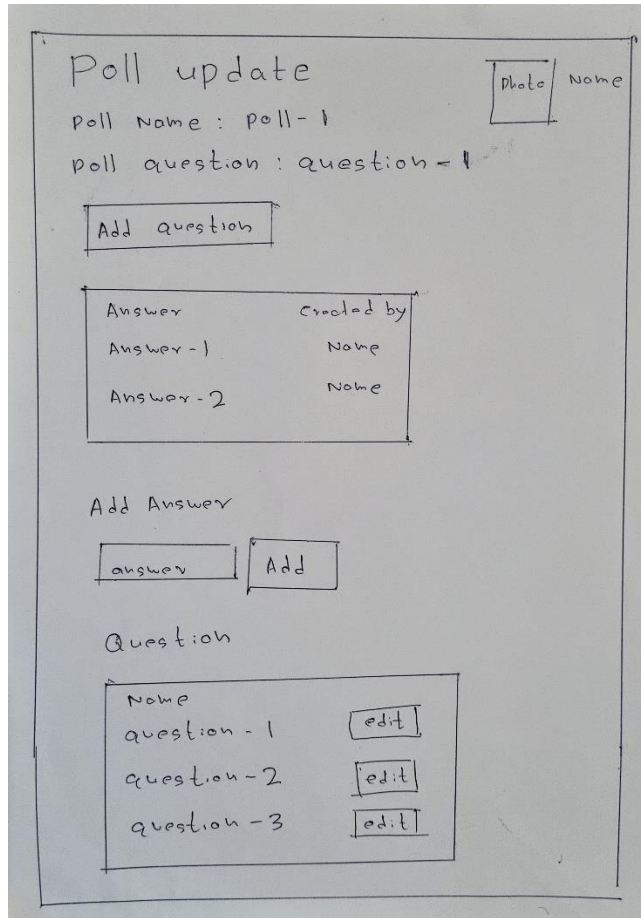 Poll update
Photo Name
Poll Name : Poll-1
Poll question : question-1
Add question
Answer Created by
Answer-1 Name
Answer-2 Name
Add Answer
answer Add
Question
Name
question-1 edit
question-2 edit
question-3 edit